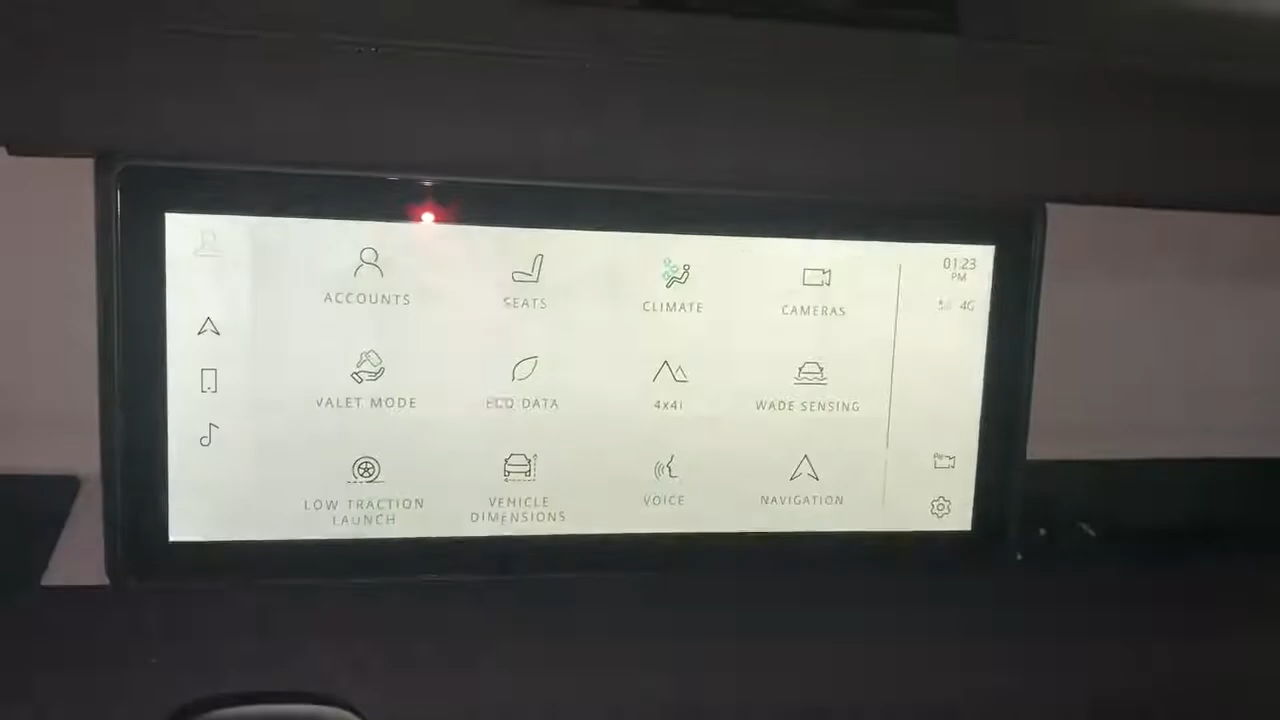 ACCOUNTS
SEATS
CLIMATE
CAMERAS
01:23
PM
4G
VALET MODE
ECO DATA
4x4i
WADE SENSING
LOW TRACTION
LAUNCH
VEHICLE
DIMENSIONS
VOICE
NAVIGATION